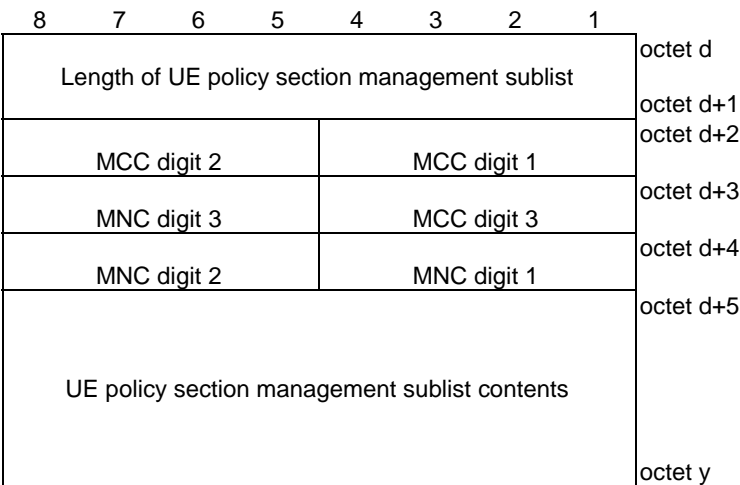 8 7 6 5 4 3 2 1
octet d
Length of UE policy section management sublist
octet d+1
octet d+2
MCC digit 2 MCC digit 1
octet d+3
MNC digit 3 MCC digit 3
octet d+4
MNC digit 2 MNC digit 1
octet d+5
UE policy section management sublist contents
octet y